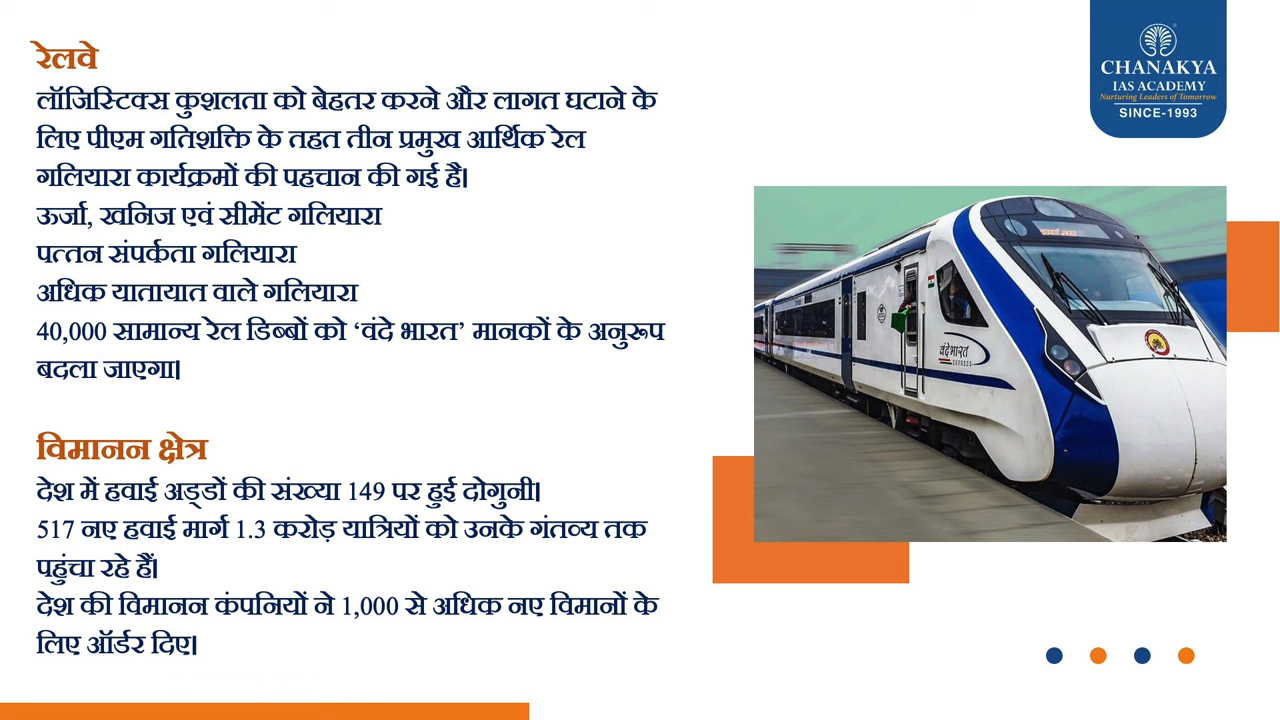 रेलवे
लॉजिस्टिक्स कुशलता को बेहतर करने और लागत घटाने के
लिए पीएम गतिशक्ति के तहत तीन प्रमुख आर्थिक रेल
गलियारा कार्यक्रमों की पहचान की गई है।
ऊर्जा, खनिज एवं सीमेंट गलियारा
पत्तन संपर्कता गलियारा
अधिक यातायात वाले गलियारा
40,000 सामान्य रेल डिब्बों को ‘वंदे भारत’ मानकों के अनुरूप
बदला जाएगा।
विमानन क्षेत्र
देश में हवाई अड्डों की संख्या 149 पर हुई दोगुनी।
517 नए हवाई मार्ग 1.3 करोड़ यात्रियों को उनके गंतव्य तक
पहुंचा रहे हैं।
देश की विमानन कंपनियों ने 1,000 से अधिक नए विमानों के
लिए ऑर्डर दिए।
CHANAKYA
IAS ACADEMY
Nurturing Leaders of Tomorrow
SINCE-1993
वंदे भारत
EXPRESS